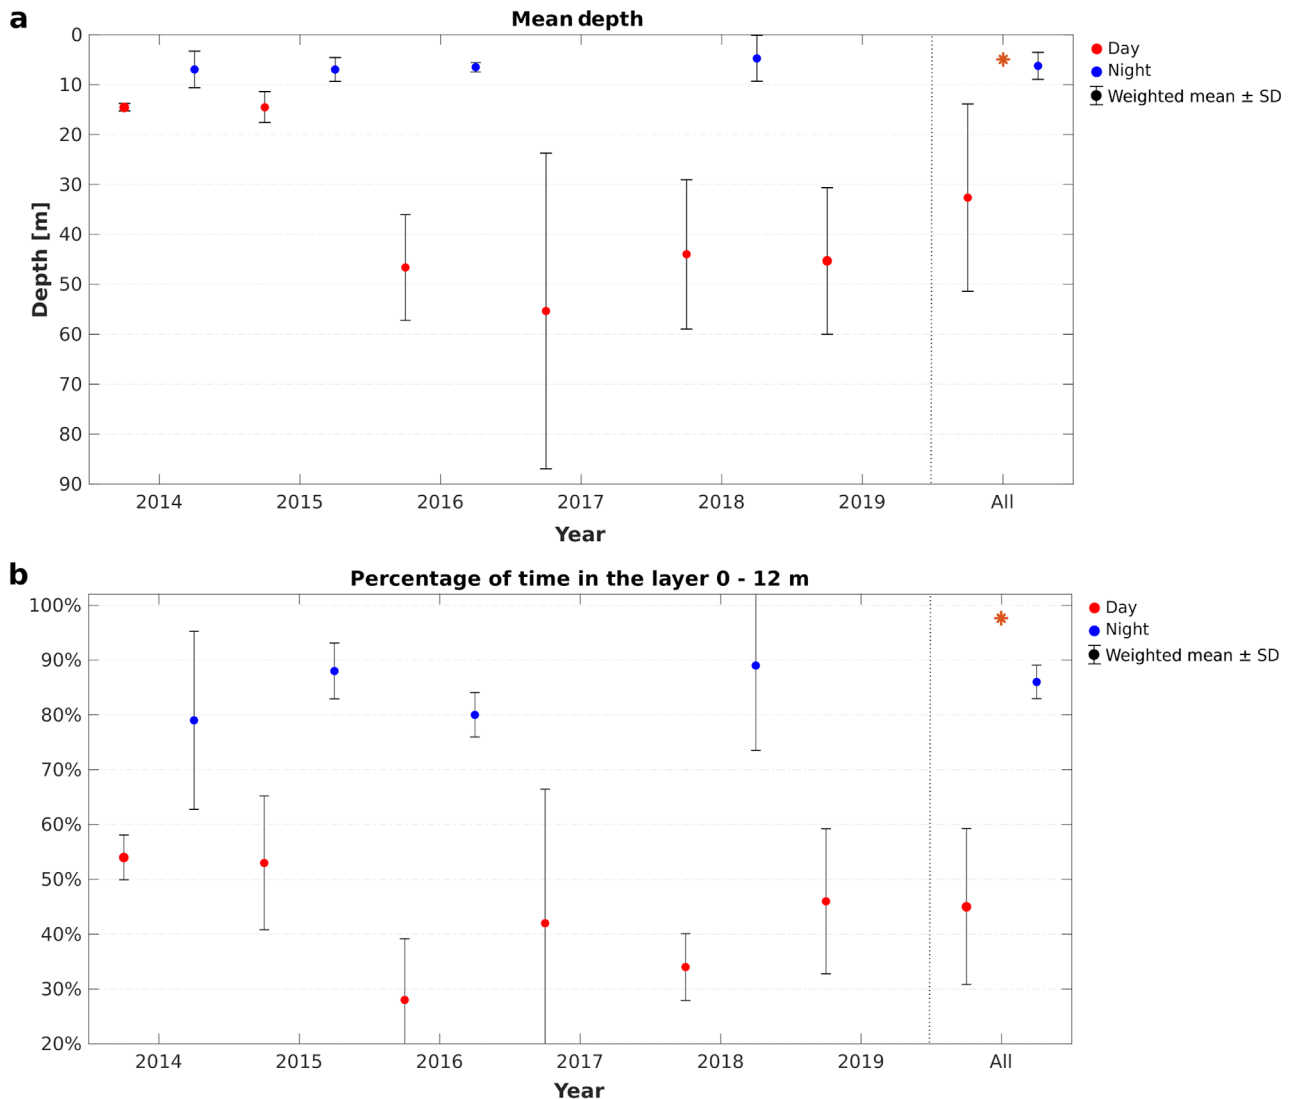 a
Mean depth
0
10
20
30
40
50
60
70
80
90
Depth [m]
2014 2015 2016 2017 2018 2019 All
Year
Day
Night
Weighted mean ± SD
b
Percentage of time in the layer 0 - 12 m
100%
90%
80%
70%
60%
50%
40%
30%
20%
2014 2015 2016 2017 2018 2019 All
Year
Day
Night
Weighted mean ± SD